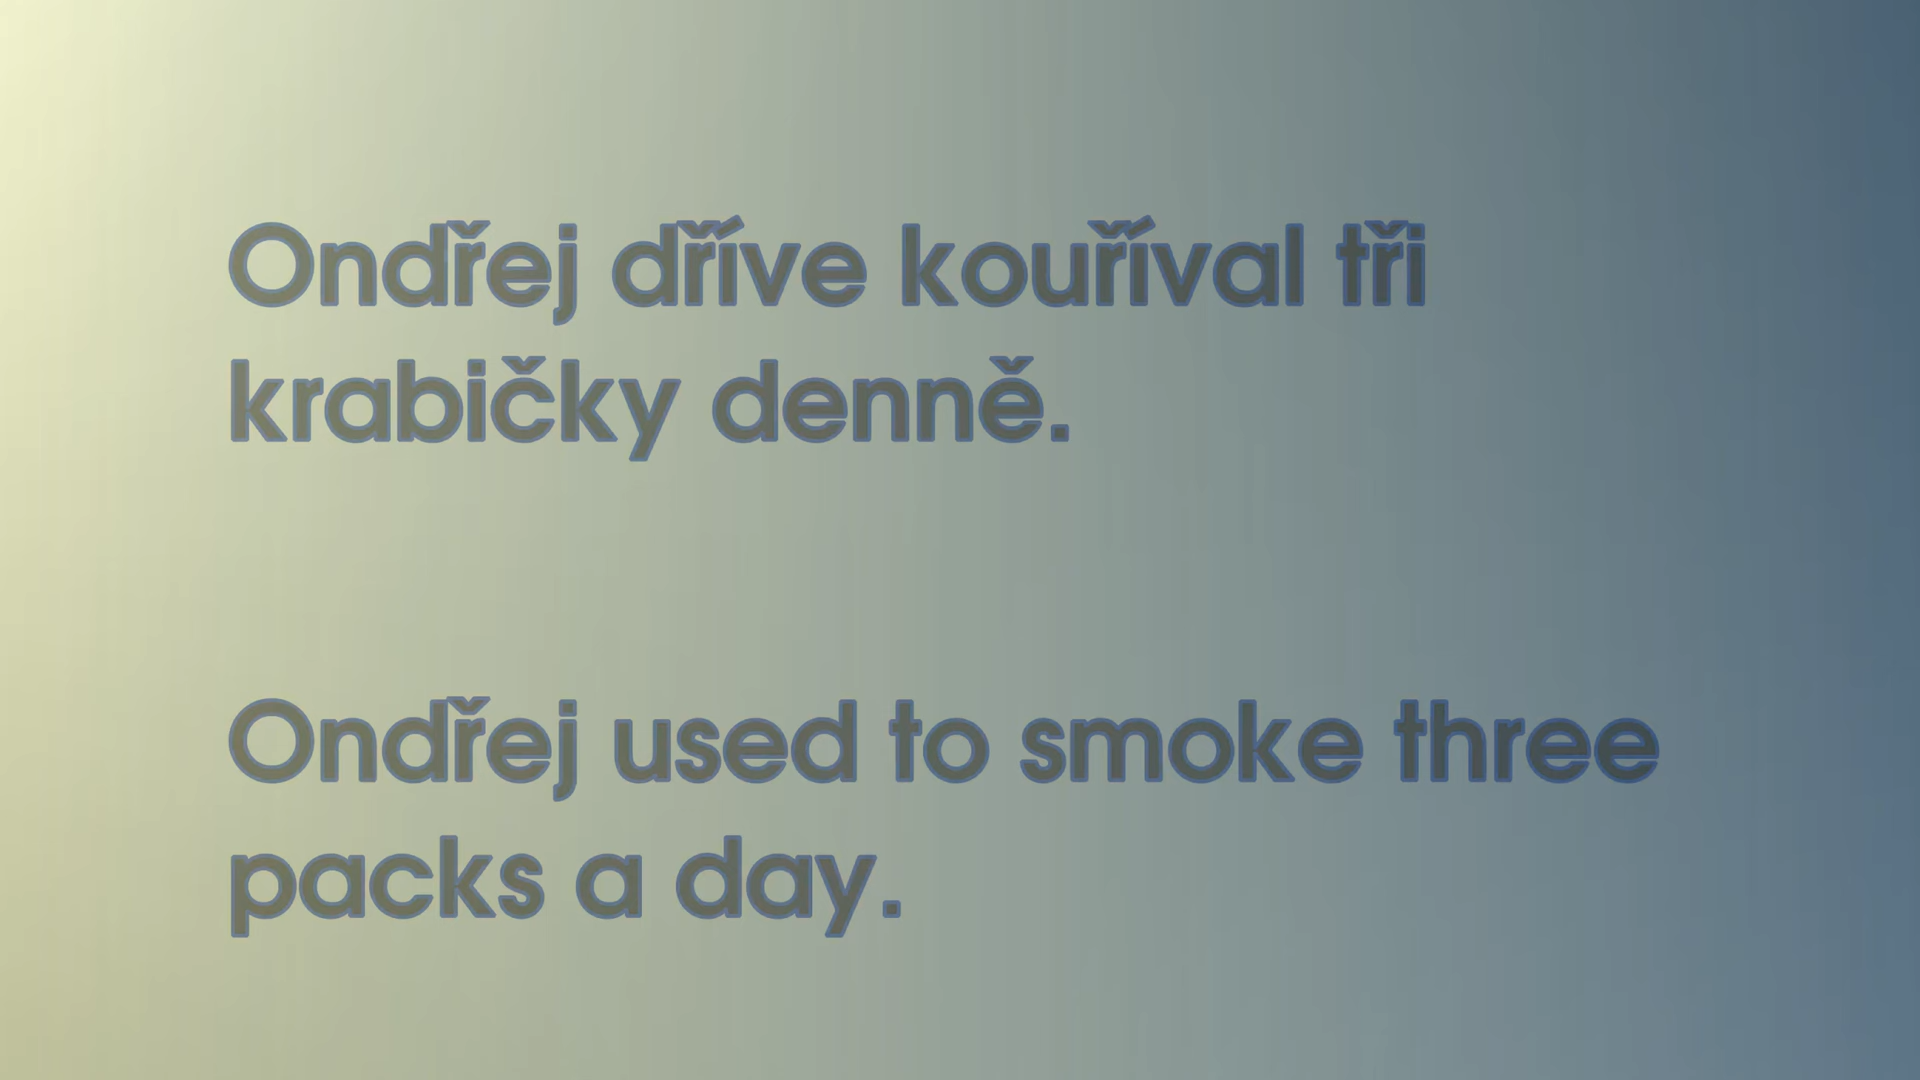 Ondřej dříve kouříval tři
krabičky denně.
Ondřej used to smoke three
packs a day.